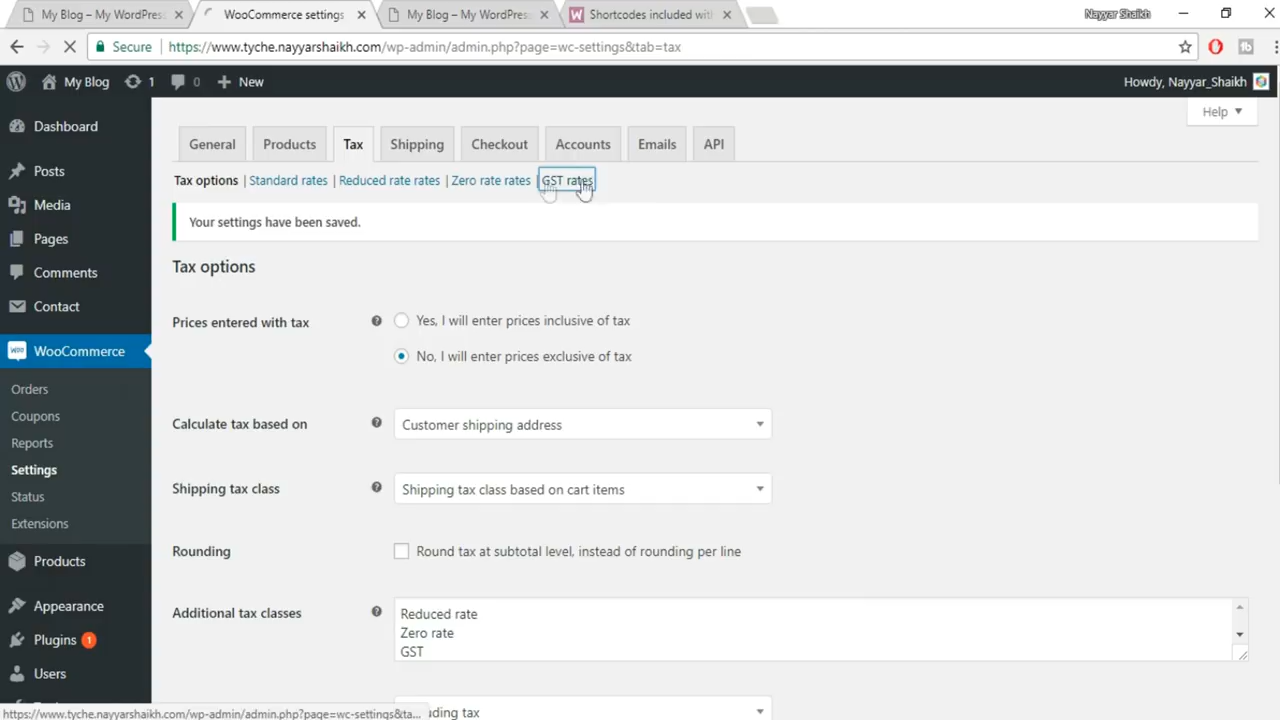 My Blog – My WordPress
WooCommerce settings
My Blog – My WordPress
Shortcodes included with
Nayyar Shaikh
Secure
https://www.tyche.nayyarshaikh.com/wp-admin/admin.php?page=wc-settings&tab=tax
My Blog
1
0
New
Howdy, Nayyar_Shaikh
Help
Dashboard
Posts
Media
Pages
Comments
Contact
WooCommerce
Orders
Coupons
Reports
Settings
Status
Extensions
Products
Appearance
Plugins 1
Users
General
Products
Tax
Shipping
Checkout
Accounts
Emails
API
Tax options | Standard rates | Reduced rate rates | Zero rate rates | GST rates
Your settings have been saved.
Tax options
Prices entered with tax
Yes, I will enter prices inclusive of tax
No, I will enter prices exclusive of tax
Calculate tax based on
Customer shipping address
Shipping tax class
Shipping tax class based on cart items
Rounding
Round tax at subtotal level, instead of rounding per line
Additional tax classes
Reduced rate
Zero rate
GST
uding tax
https://www.tyche.nayyarshaikh.com/wp-admin/admin.php?page=wc-settings&ta...